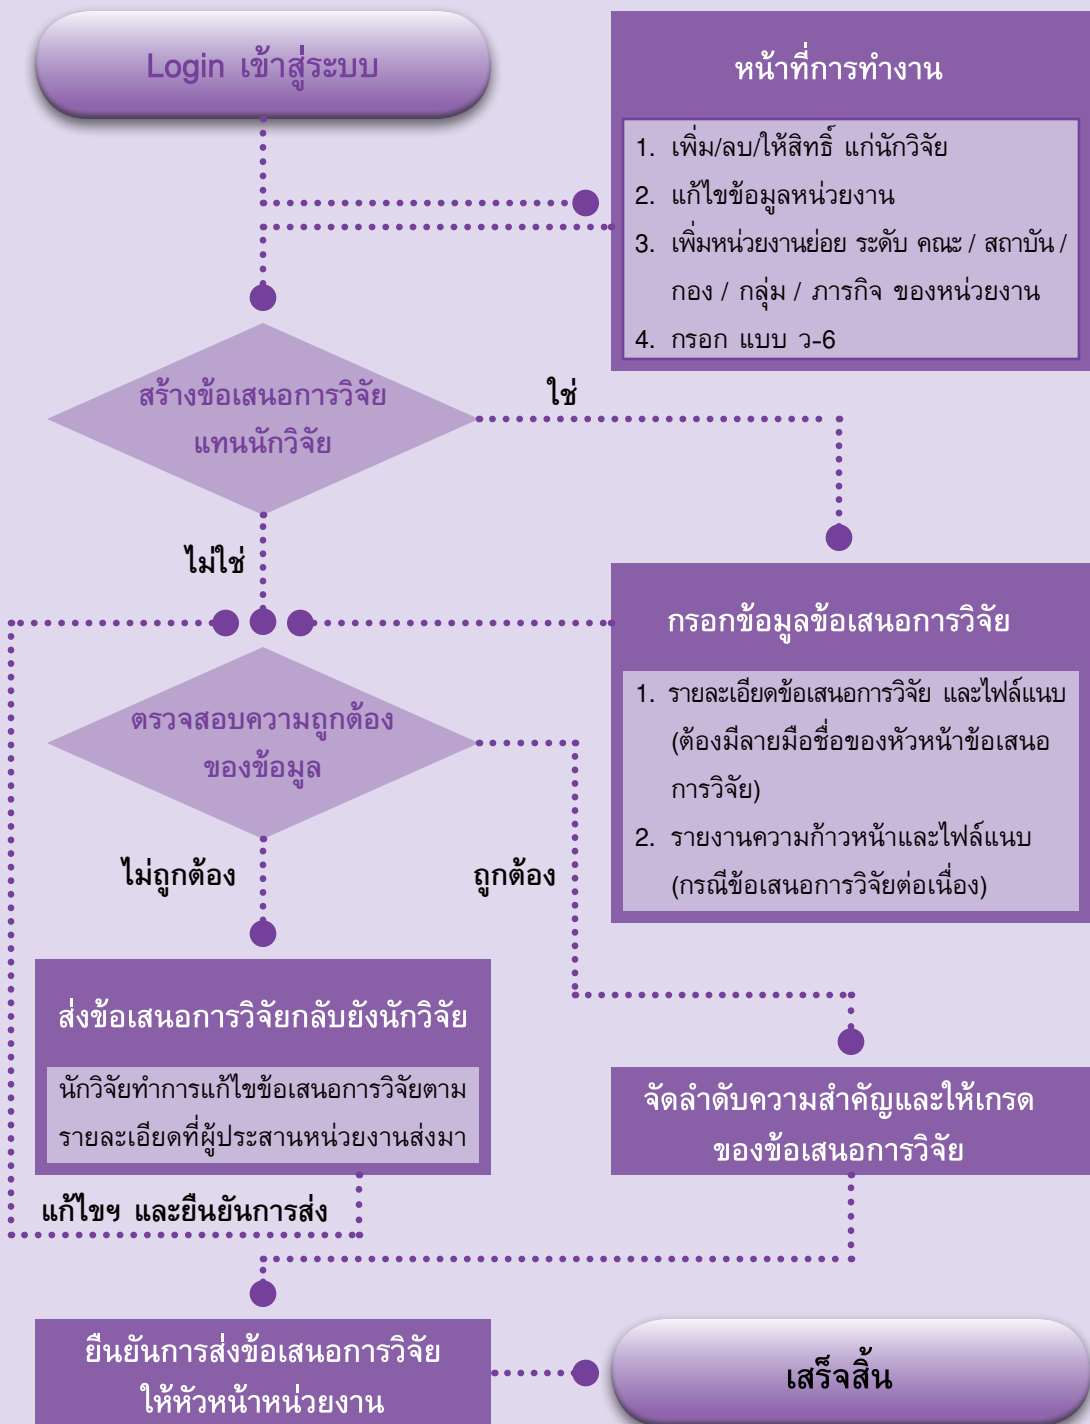 Login เข้าสู่ระบบ
หน้าที่การทำงาน
1. เพิ่ม/ลบ/ให้สิทธิ์ แก่นักวิจัย
2. แก้ไขข้อมูลหน่วยงาน
3. เพิ่มหน่วยงานย่อย ระดับ คณะ / สถาบัน /
กอง / กลุ่ม / ภารกิจ ของหน่วยงาน
4. กรอก แบบ ว-6
สร้างข้อเสนอการวิจัย
แทนนักวิจัย
ใช่
ไม่ใช่
กรอกข้อมูลข้อเสนอการวิจัย
1. รายละเอียดข้อเสนอการวิจัย และไฟล์แนบ
(ต้องมีลายมือชื่อของหัวหน้าข้อเสนอ
การวิจัย)
2. รายงานความก้าวหน้าและไฟล์แนบ
(กรณีข้อเสนอการวิจัยต่อเนื่อง)
ตรวจสอบความถูกต้อง
ของข้อมูล
ไม่ถูกต้อง
ถูกต้อง
ส่งข้อเสนอการวิจัยกลับยังนักวิจัย
นักวิจัยทำการแก้ไขข้อเสนอการวิจัยตาม
รายละเอียดที่ผู้ประสานหน่วยงานส่งมา
แก้ไขฯ และยืนยันการส่ง
จัดลำดับความสำคัญและให้เกรด
ของข้อเสนอการวิจัย
ยืนยันการส่งข้อเสนอการวิจัย
ให้หัวหน้าหน่วยงาน
เสร็จสิ้น